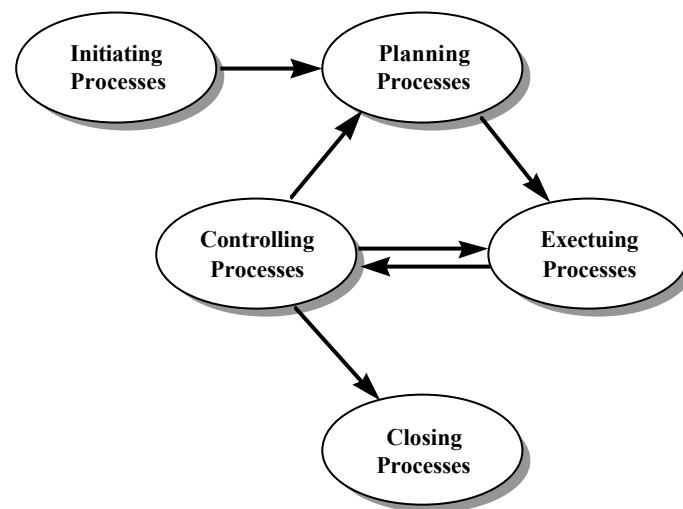 Initiating
Processes
Planning
Processes
Controlling
Processes
Exectuing
Processes
Closing
Processes